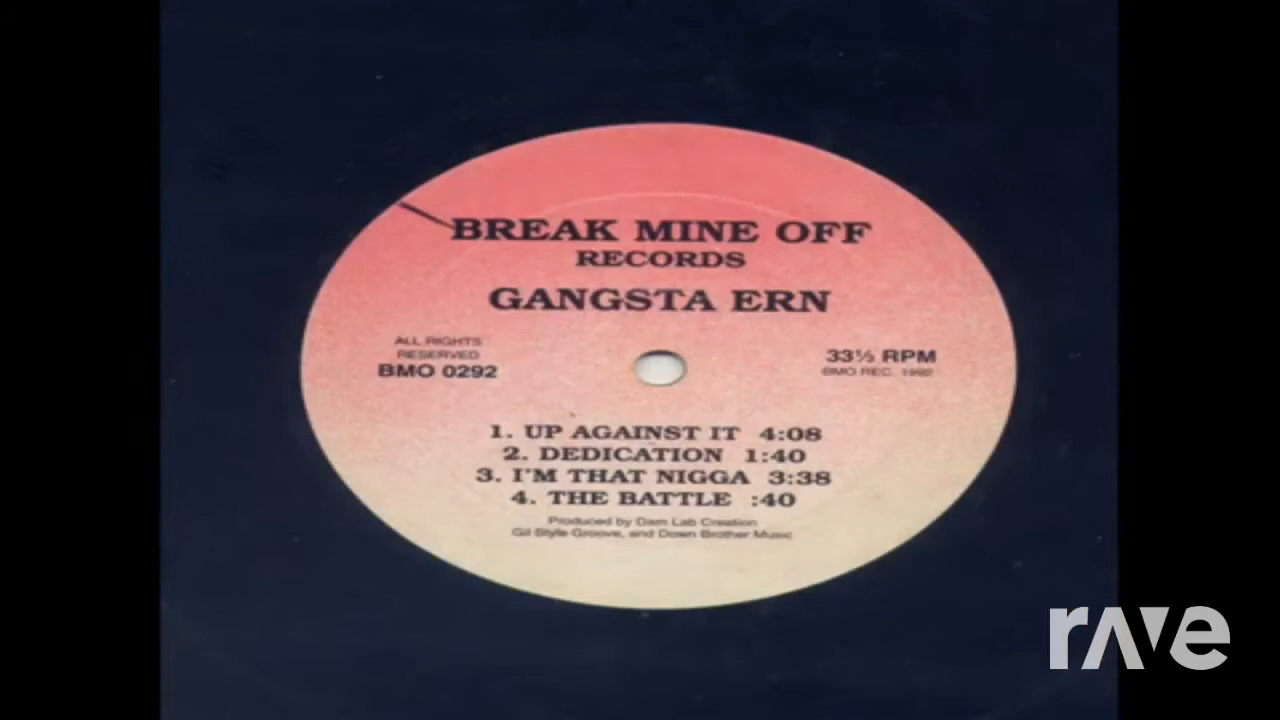 BREAK MINE OFF
RECORDS
GANGSTA ERN
ALL RIGHTS
RESERVED
BMO 0292
33⅓ RPM
BMO REC. 1992
1. UP AGAINST IT 4:08
2. DEDICATION 1:40
3. I'M THAT NIGGA 3:38
4. THE BATTLE :40
Produced by Dam Lab Creation
Gil Style Groove, and Down Brother Music
rave